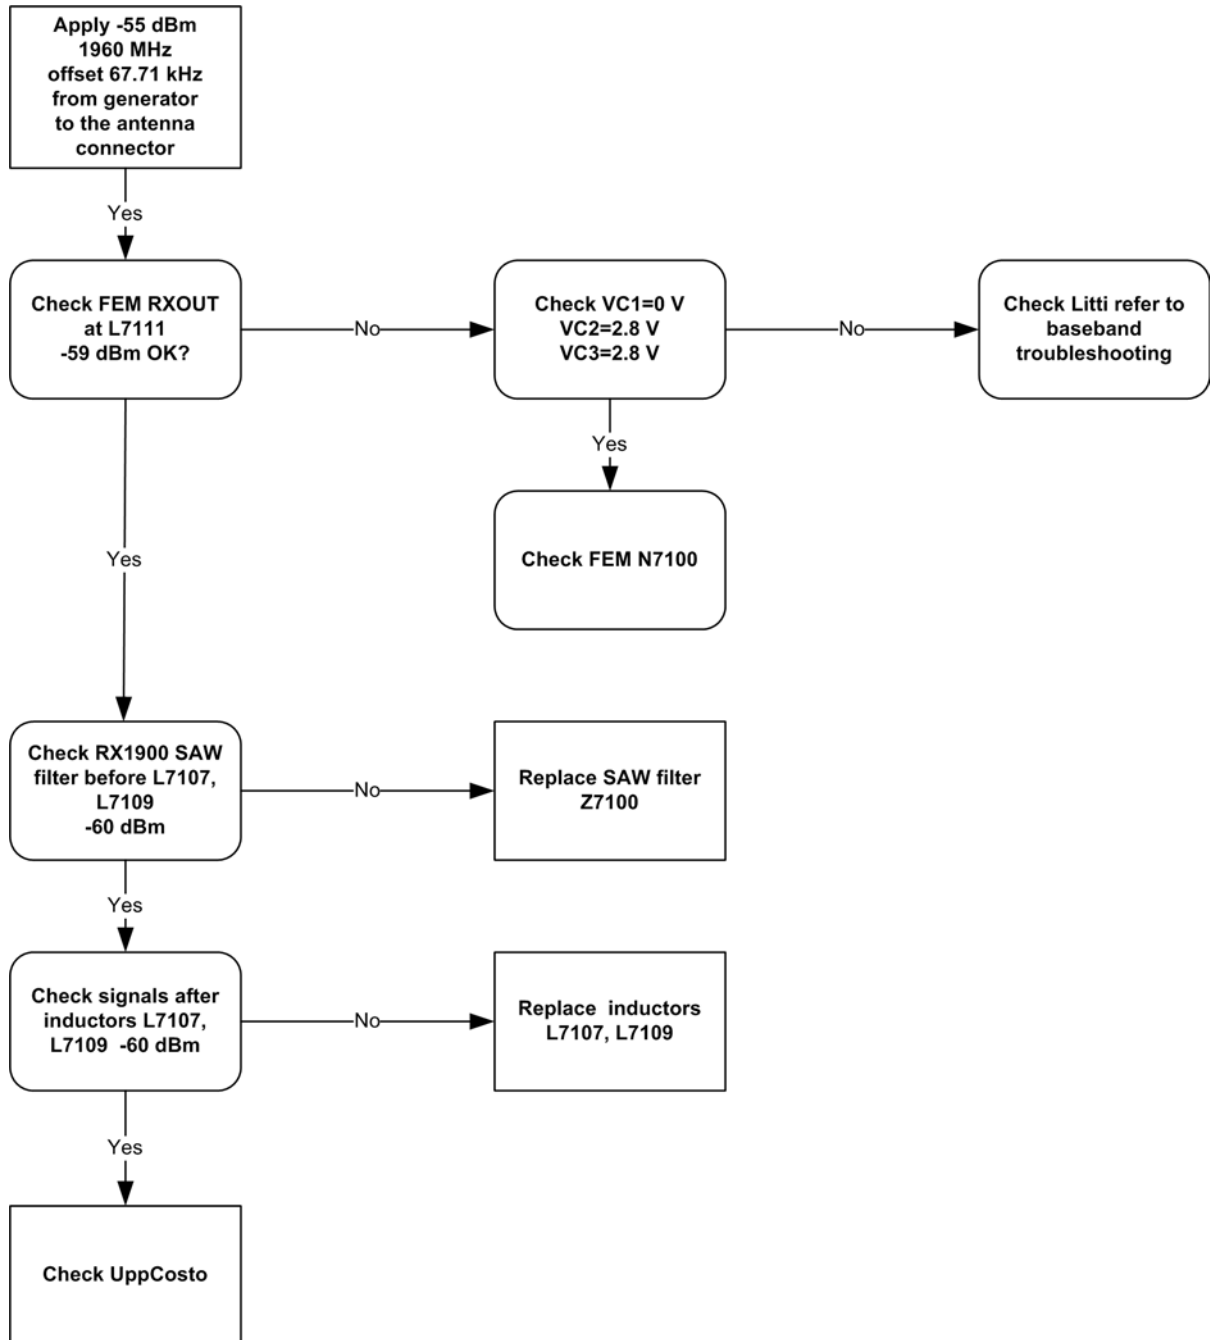 Apply -55 dBm
1960 MHz
offset 67.71 kHz
from generator
to the antenna
connector
Yes
Check FEM RXOUT
at L7111
-59 dBm OK?
No
Check VC1=0 V
VC2=2.8 V
VC3=2.8 V
No
Check Litti refer to
baseband
troubleshooting
Yes
Check FEM N7100
Yes
Check RX1900 SAW
filter before L7107,
L7109
-60 dBm
No
Replace SAW filter
Z7100
Yes
Check signals after
inductors L7107,
L7109 -60 dBm
No
Replace inductors
L7107, L7109
Yes
Check UppCosto